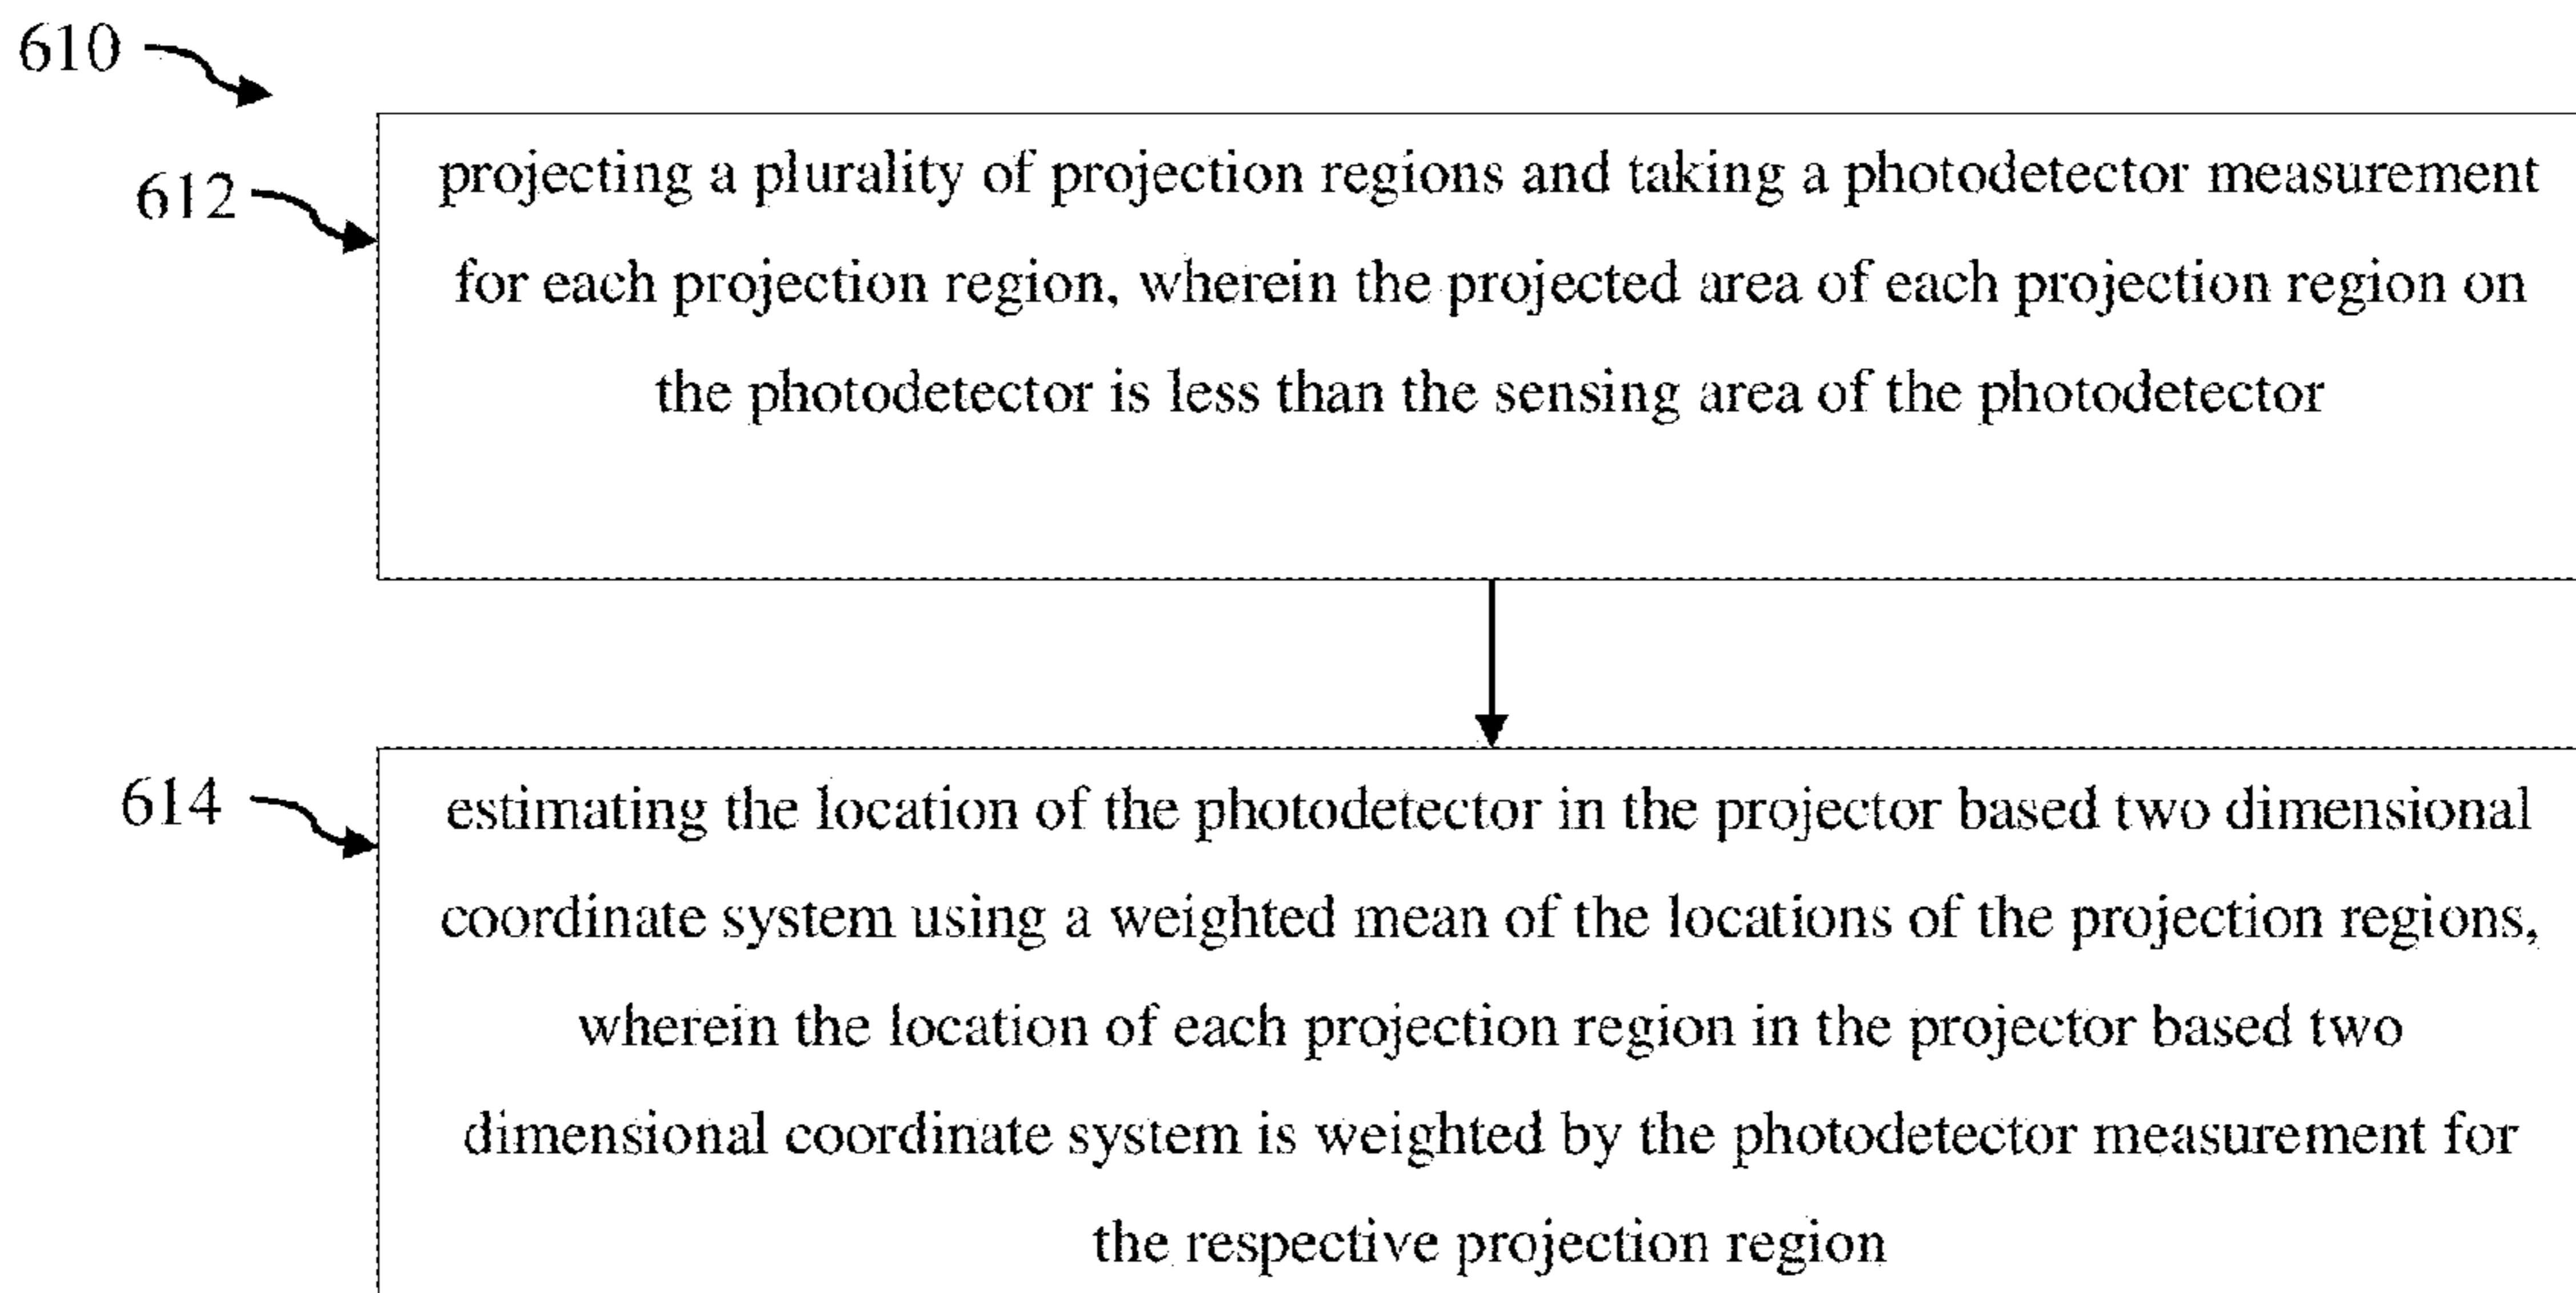 610
612
projecting a plurality of projection regions and taking a photodetector measurement
for each projection region, wherein the projected area of each projection region on
the photodetector is less than the sensing area of the photodetector
614
estimating the location of the photodetector in the projector based two dimensional
coordinate system using a weighted mean of the locations of the projection regions,
wherein the location of each projection region in the projector based two
dimensional coordinate system is weighted by the photodetector measurement for
the respective projection region